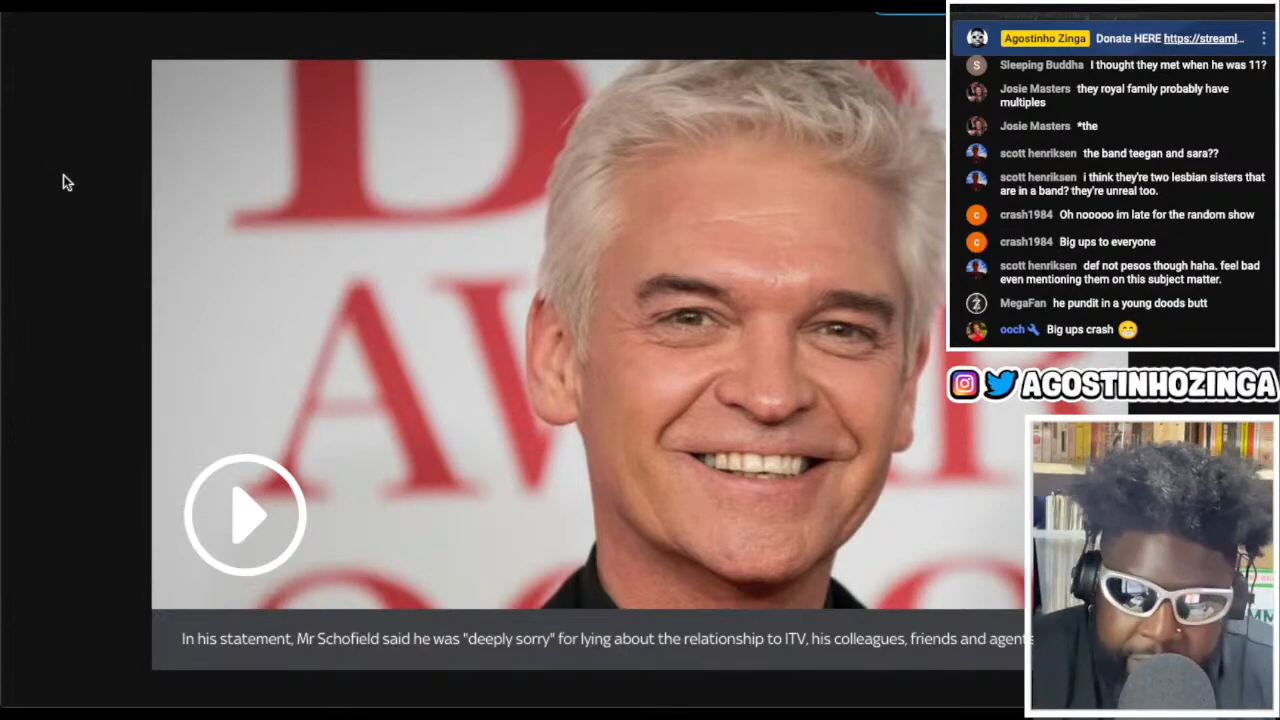 AW
In his statement, Mr Schofield said he was "deeply sorry" for lying about the relationship to ITV, his colleagues, friends and agent
Agostinho Zinga Donate HERE https://streaml...
Sleeping Buddha I thought they met when he was 11?
Josie Masters they royal family probably have
multiples
Josie Masters *the
scott henriksen the band teegan and sara??
scott henriksen i think they're two lesbian sisters that
are in a band? they're unreal too.
crash1984 Oh nooooo im late for the random show
crash1984 Big ups to everyone
scott henriksen def not pesos though haha. feel bad
even mentioning them on this subject matter.
MegaFan he pundit in a young doods butt
ooch Big ups crash
AGOSTINHOZINGA